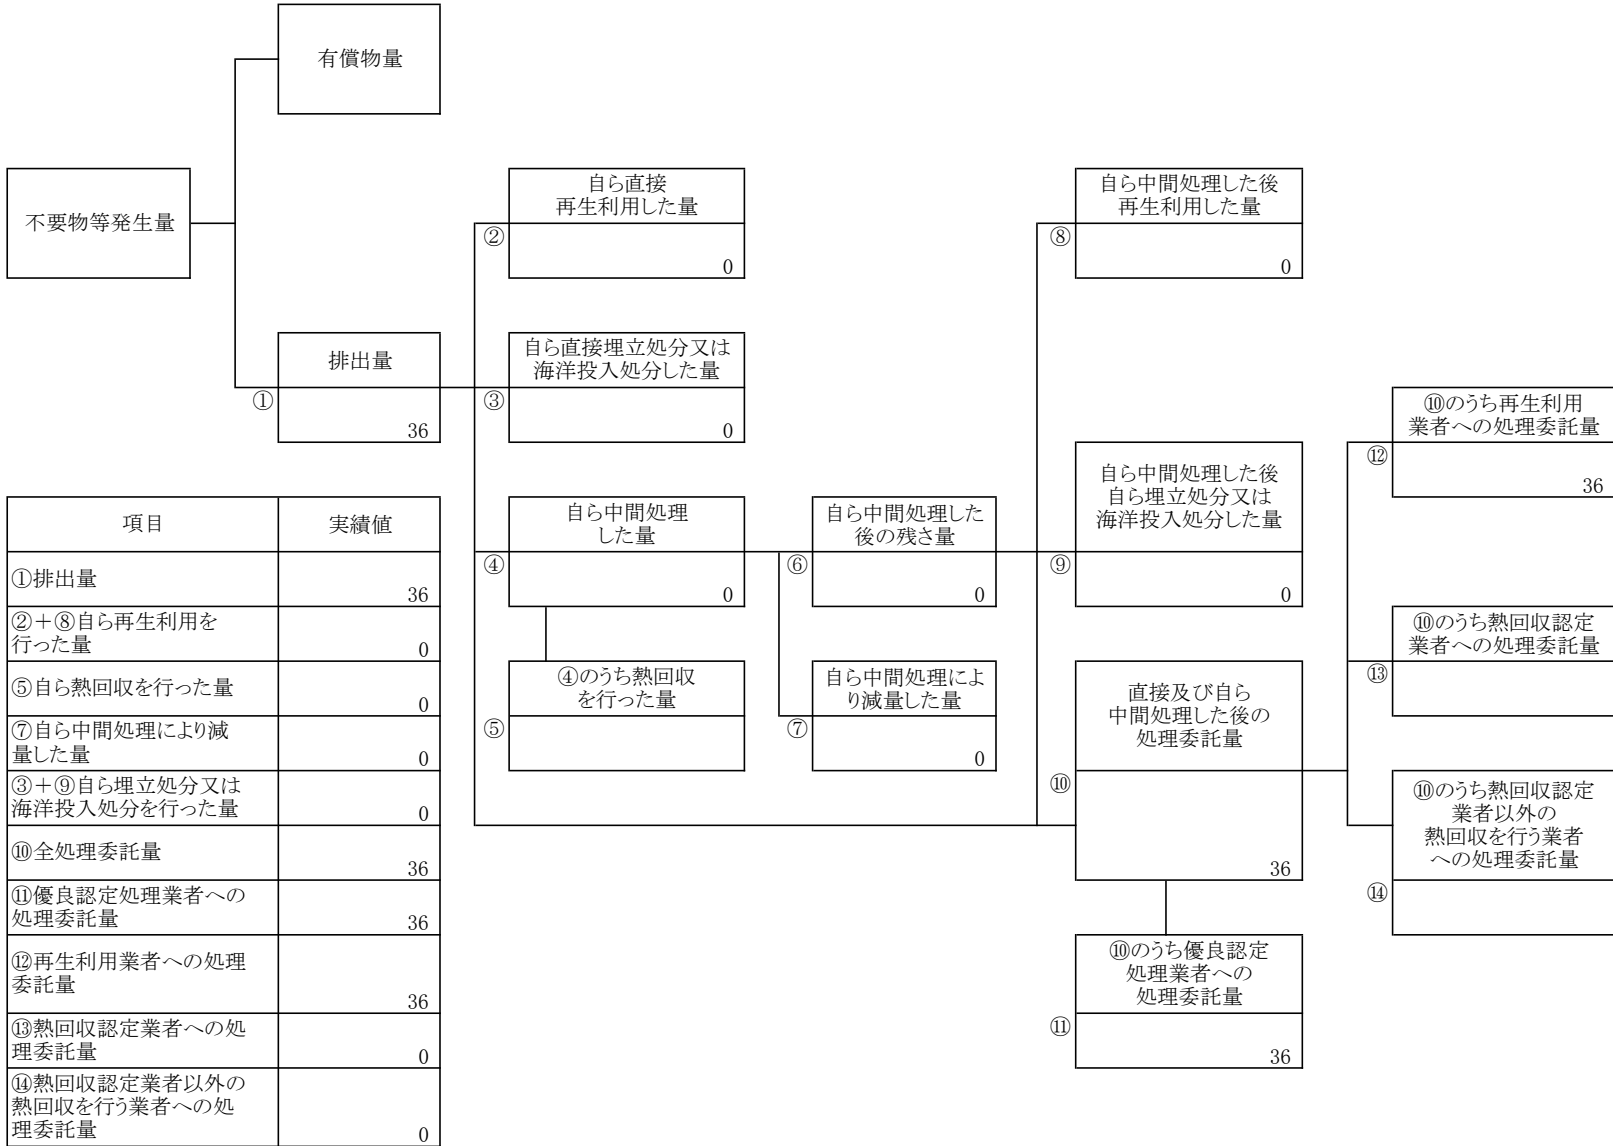 有償物量
不要物等発生量
排出量
①
36
自ら直接
再生利用した量
②
0
自ら直接埋立処分又は
海洋投入処分した量
③
0
自ら中間処理
した量
④
0
④のうち熱回収
を行った量
⑤
自ら中間処理した
後の残さ量
⑥
0
自ら中間処理によ
り減量した量
⑦
0
自ら中間処理した後
再生利用した量
⑧
0
自ら中間処理した後
自ら埋立処分又は
海洋投入処分した量
⑨
0
直接及び自ら
中間処理した後の
処理委託量
⑩
36
⑩のうち優良認定
処理業者への
処理委託量
⑪
36
⑩のうち再生利用
業者への処理委託量
⑫
36
⑩のうち熱回収認定
業者への処理委託量
⑬
⑩のうち熱回収認定
業者以外の
熱回収を行う業者
への処理委託量
⑭
項目 実績値
①排出量
36
②+⑧自ら再生利用を
行った量
0
⑤自ら熱回収を行った量
0
⑦自ら中間処理により減
量した量
0
③+⑨自ら埋立処分又は
海洋投入処分を行った量
0
⑩全処理委託量
36
⑪優良認定処理業者への
処理委託量
36
⑫再生利用業者への処理
委託量
36
⑬熱回収認定業者への処
理委託量
0
⑭熱回収認定業者以外の
熱回収を行う業者への処
理委託量
0